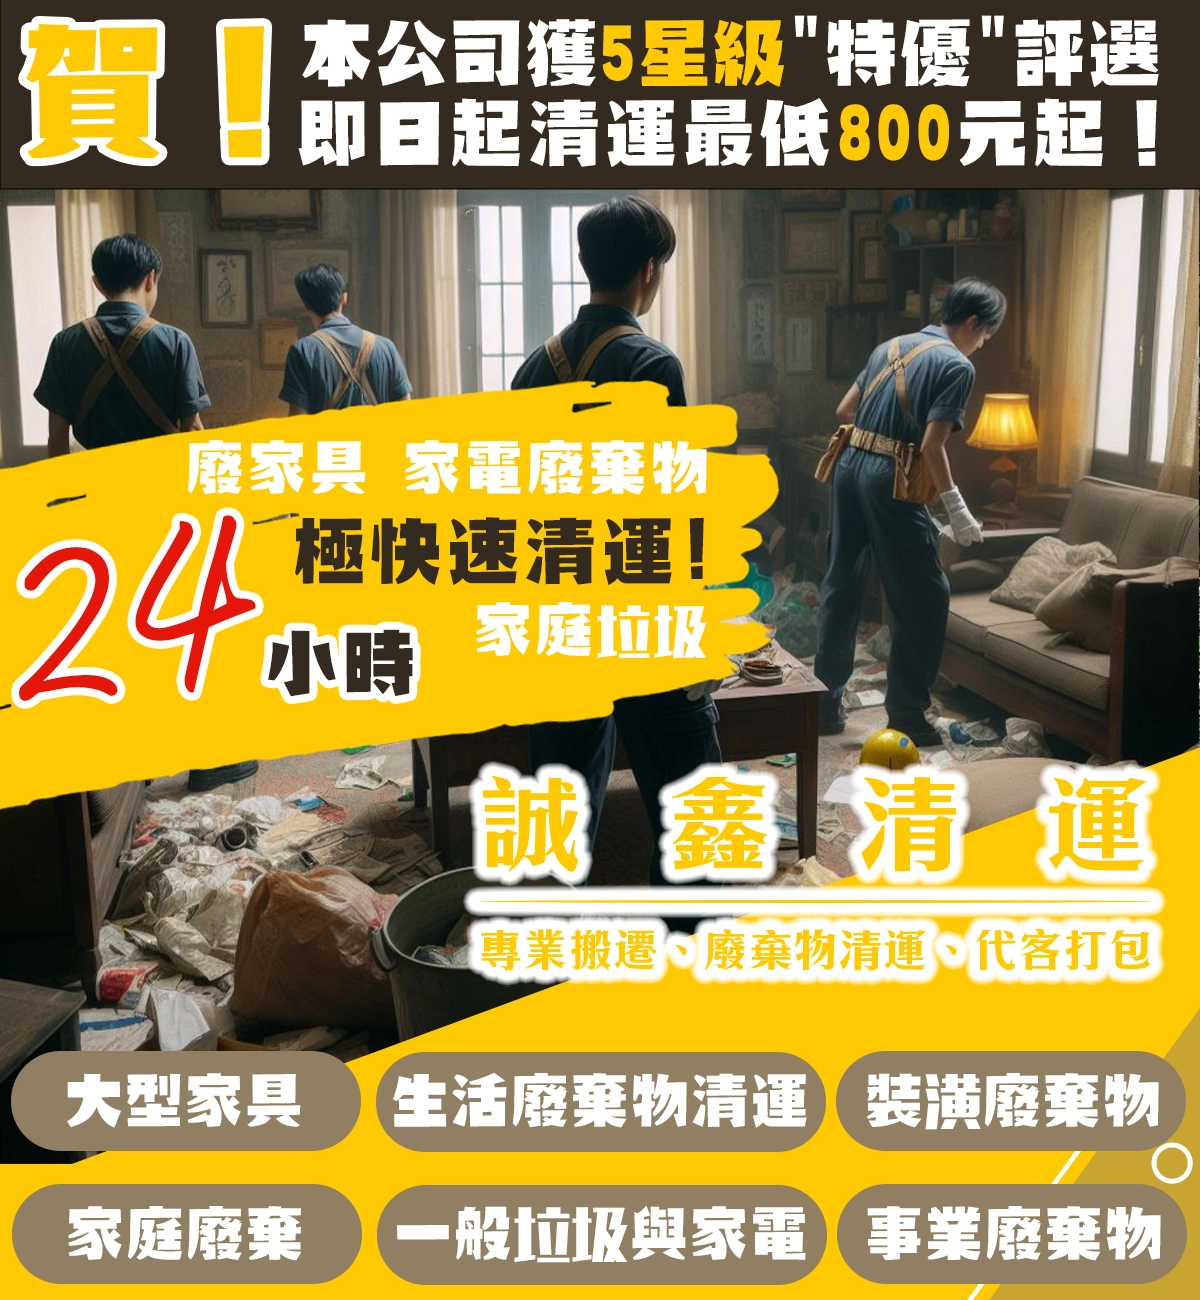 賀！
本公司獲5星級"特優"評選
即日起清運最低800元起！
廢家具 家電廢棄物
極快速清運！
24小時
家庭垃圾
誠鑫清運
專業搬遷、廢棄物清運、代客打包
大型家具
生活廢棄物清運
裝潢廢棄物
家庭廢棄
一般垃圾與家電
事業廢棄物